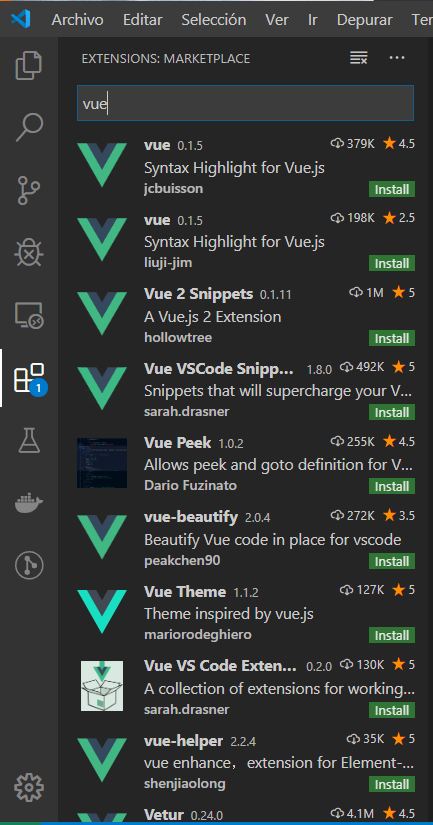 Archivo Editar Selección Ver Ir Depurar Ter
EXTENSIONS: MARKETPLACE
vue
vue 0.1.5 379K 4.5
Syntax Highlight for Vue.js
jcbuisson Install
vue 0.1.5 198K 2.5
Syntax Highlight for Vue.js
liuji-jim Install
Vue 2 Snippets 0.1.11 1M 5
A Vue.js 2 Extension
hollowtree Install
Vue VSCode Snipp... 1.8.0 492K 5
Snippets that will supercharge your V...
sarah.drasner Install
Vue Peek 1.0.2 255K 4.5
Allows peek and goto definition for V...
Dario Fuzinato Install
vue-beautify 2.0.4 272K 3.5
Beautify Vue code in place for vscode
peakchen90 Install
Vue Theme 1.1.2 127K 5
Theme inspired by vue.js
mariorodeghiero Install
Vue VS Code Exten... 0.2.0 130K 5
A collection of extensions for working...
sarah.drasner Install
1
vue-helper 2.2.4 35K 5
vue enhance，extension for Element-...
shenjiaolong Install
Vetur 0.24.0 4.1M 4.5